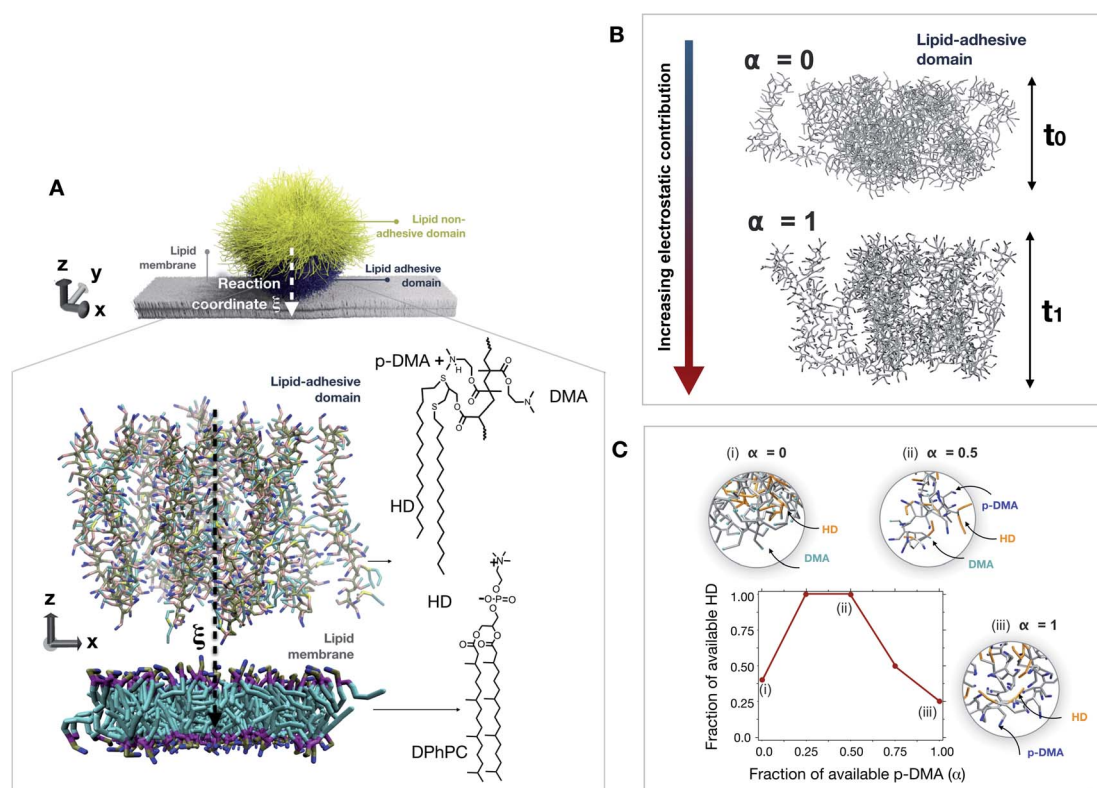 A
Lipid non-
adhesive domain
Lipid
membrane
Lipid adhesive
domain
Reaction
coordinate ξ
z
y
x
p-DMA
+
N
H
O
O
O
O
O
O
N
S
S
DMA
Lipid-adhesive
domain
HD
z
x
ξ
Lipid
membrane
HD
N
+
O
-O-P=O
O
O
O
O
O
DPhPC
B
Increasing electrostatic contribution
Lipid-adhesive
domain
α = 0
t0
α = 1
t1
C
(i) α = 0
HD
DMA
(ii) α = 0.5
p-DMA
HD
DMA
(iii) α = 1
HD
p-DMA
Fraction of available HD
1.00
0.75
0.50
0.25
0.0
(i)
(ii)
(iii)
0.0 0.25 0.50 0.75 1.00
Fraction of available p-DMA (α)